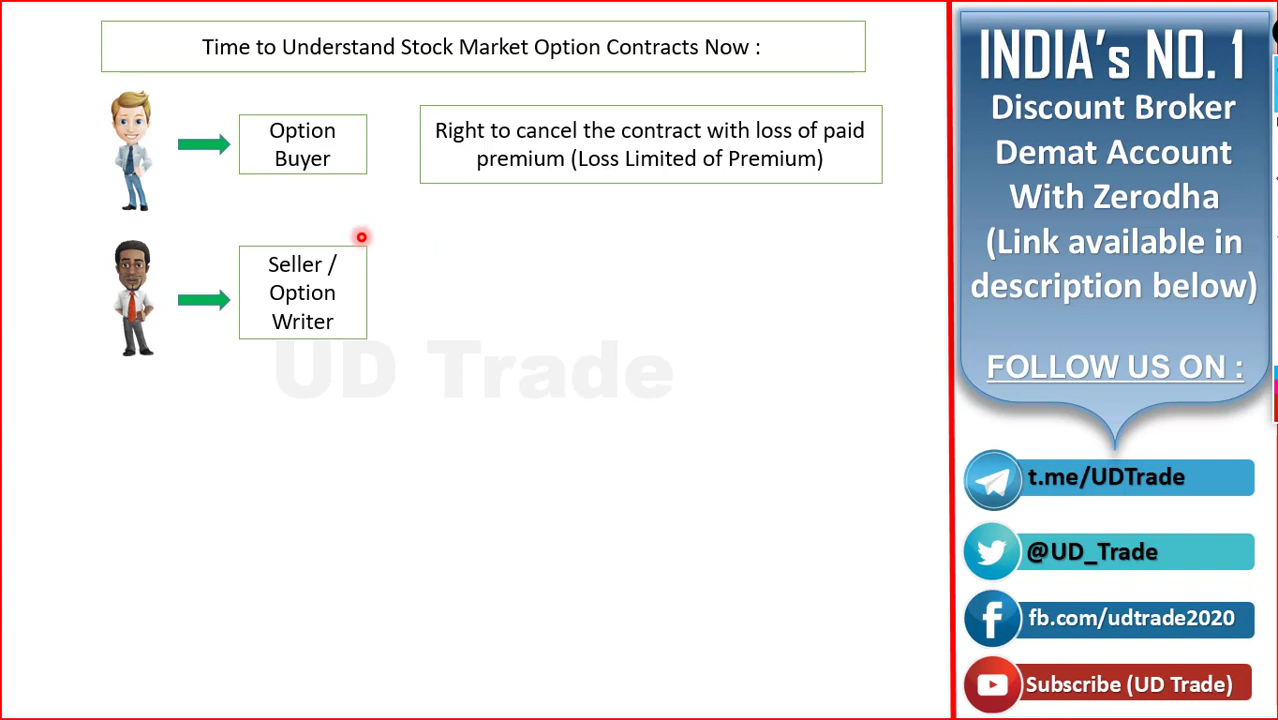 Time to Understand Stock Market Option Contracts Now :
Option
Buyer
Right to cancel the contract with loss of paid
premium (Loss Limited of Premium)
Seller /
Option
Writer
UD Trade
INDIA's NO. 1
Discount Broker
Demat Account
With Zerodha
(Link available in
description below)
FOLLOW US ON :
t.me/UDTrade
@UD_Trade
fb.com/udtrade2020
Subscribe (UD Trade)